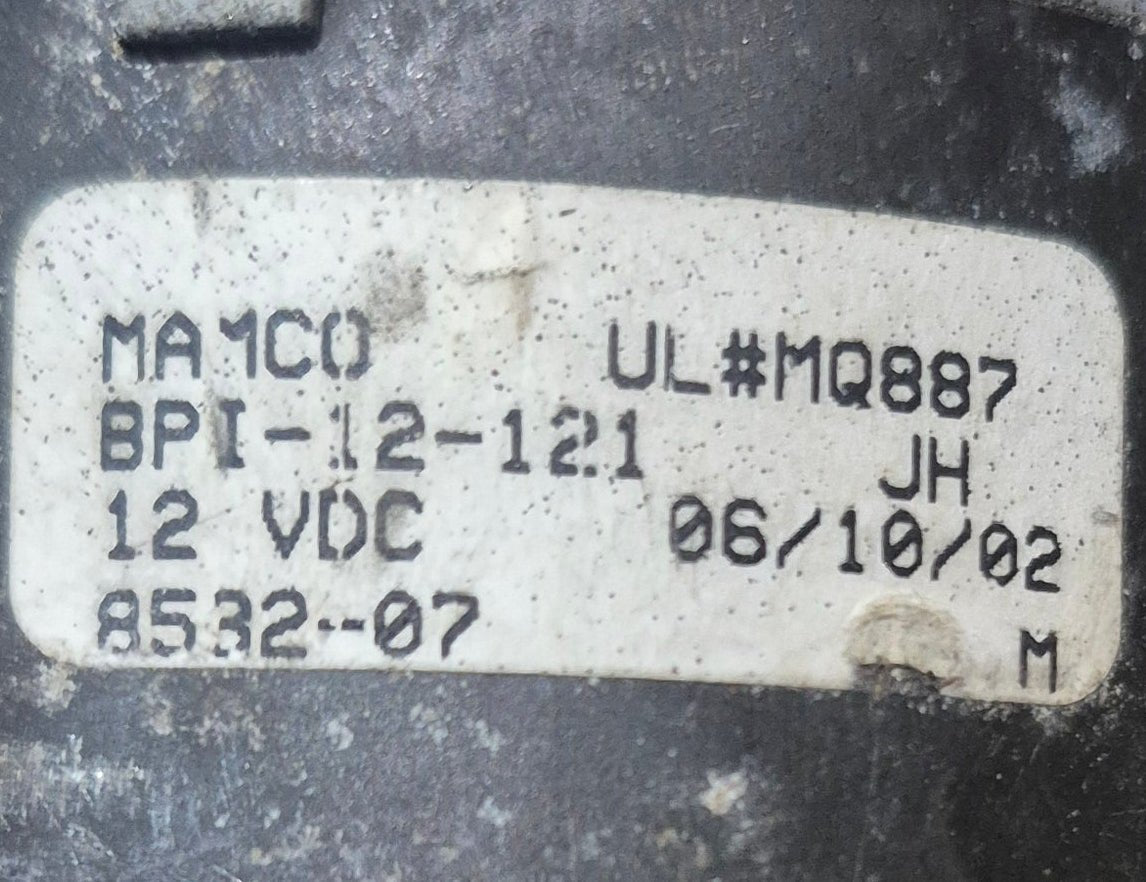 MAMCO UL#MQ887
BPI-12-121 JH
12 VDC 06/10/02
8532-07 M